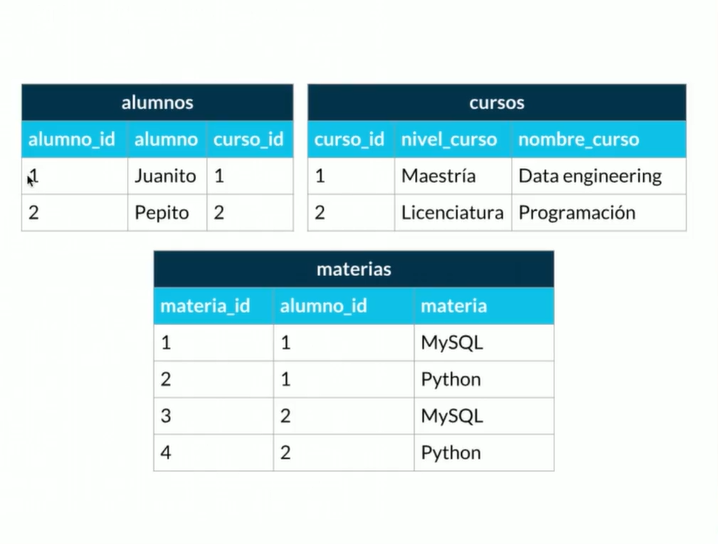 alumnos
alumno_id alumno curso_id
1 Juanito 1
2 Pepito 2
cursos
curso_id nivel_curso nombre_curso
1 Maestría Data engineering
2 Licenciatura Programación
materias
materia_id alumno_id materia
1 1 MySQL
2 1 Python
3 2 MySQL
4 2 Python